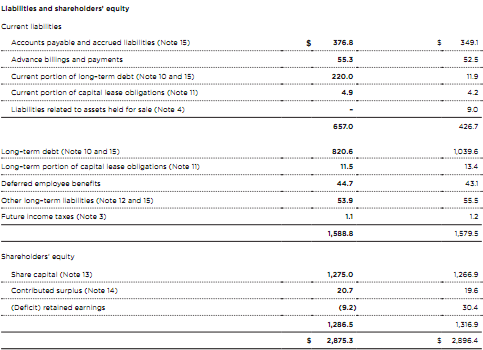 Liabilities and shareholders' equity
Current liabilities
Accounts payable and accrued liabilities (Note 15) $ 376.8 $ 349.1
Advance billings and payments 55.3 52.5
Current portion of long-term debt (Note 10 and 15) 220.0 11.9
Current portion of capital lease obligations (Note 11) 4.9 4.2
Liabilities related to assets held for sale (Note 4) – 9.0
657.0 426.7
Long-term debt (Note 10 and 15) 820.6 1,039.6
Long-term portion of capital lease obligations (Note 11) 11.5 13.4
Deferred employee benefits 44.7 43.1
Other long-term liabilities (Note 12 and 15) 53.9 55.5
Future income taxes (Note 3) 1.1 1.2
1,588.8 1,579.5
Shareholders' equity
Share capital (Note 13) 1,275.0 1,266.9
Contributed surplus (Note 14) 20.7 19.6
(Deficit) retained earnings (9.2) 30.4
1,286.5 1,316.9
$ 2,875.3 $ 2,896.4